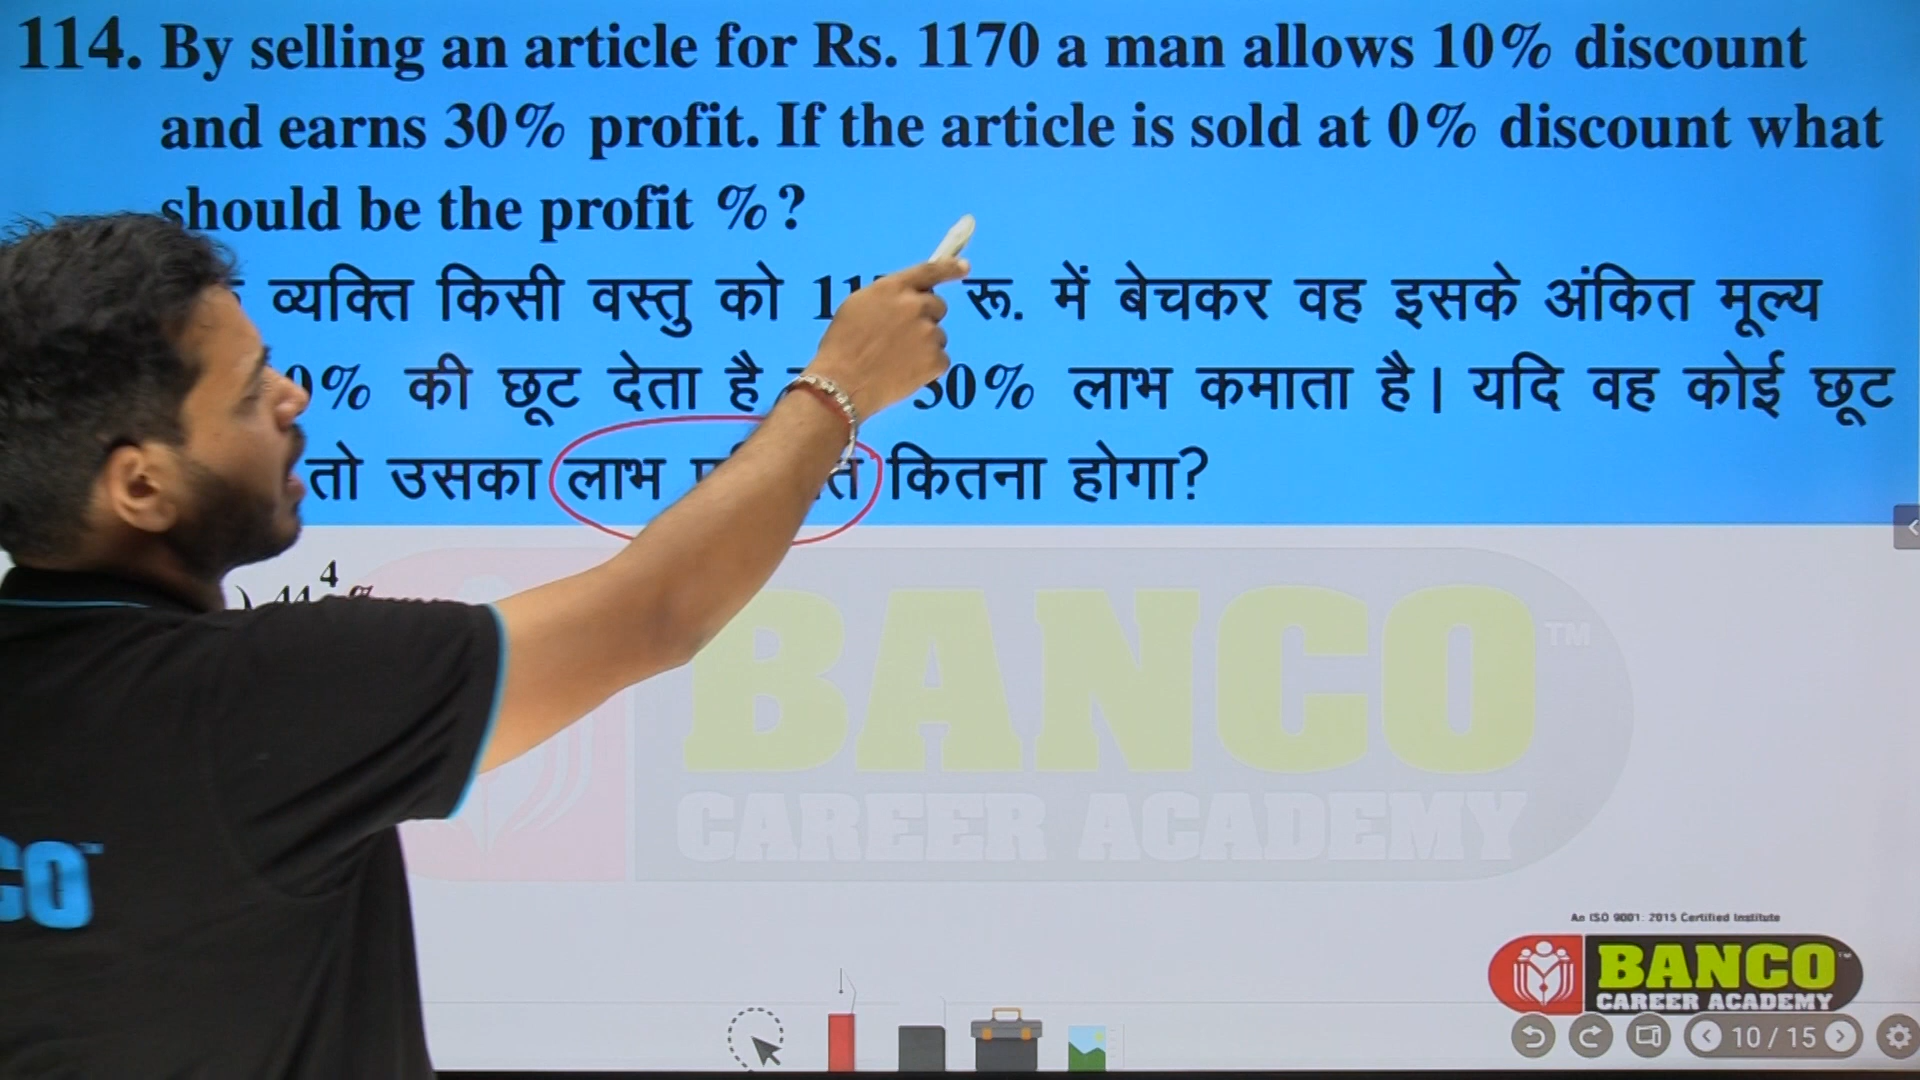 114. By selling an article for Rs. 1170 a man allows 10% discount
and earns 30% profit. If the article is sold at 0% discount what
should be the profit %?
व्यक्ति किसी वस्तु को रू. में बेचकर वह इसके अंकित मूल्य
की छूट देता है लाभ कमाता है। यदि वह कोई छूट
तो उसका लाभ कितना होगा?
BANCO TM
CAREER ACADEMY
CO
An ISO 9001: 2015 Certified Institute
BANCO
CAREER ACADEMY
10 / 15